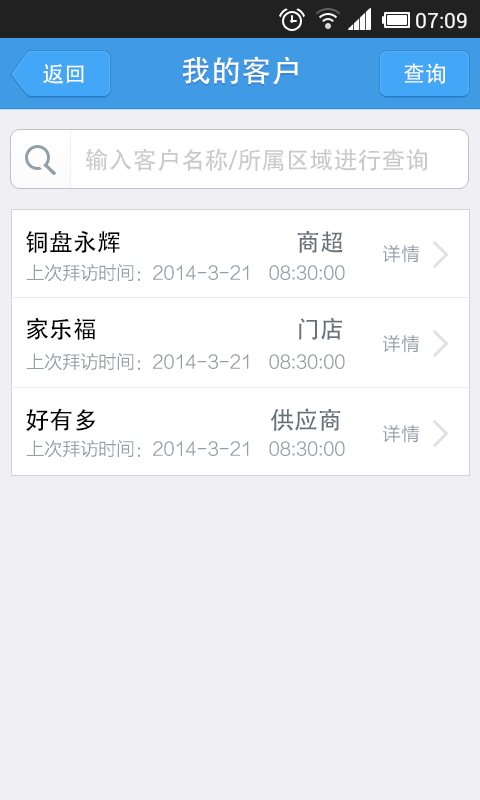 07:09
返回 我的客户 查询
输入客户名称/所属区域进行查询
铜盘永辉 商超
上次拜访时间：2014-3-21 08:30:00 详情
家乐福 门店
上次拜访时间：2014-3-21 08:30:00 详情
好有多 供应商
上次拜访时间：2014-3-21 08:30:00 详情